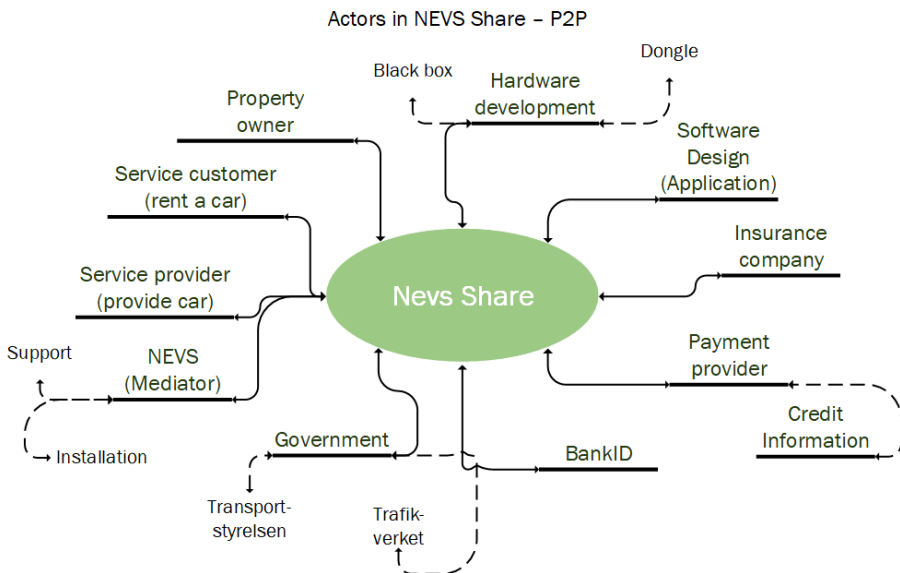 Actors in NEVS Share – P2P
Black box
Dongle
Hardware
development
Property
owner
Software
Design
(Application)
Service customer
(rent a car)
Insurance
company
Service provider
(provide car)
Nevs Share
Support
NEVS
(Mediator)
Payment
provider
Installation
Government
Credit
Information
BankID
Transport-
styrelsen
Trafik-
verket